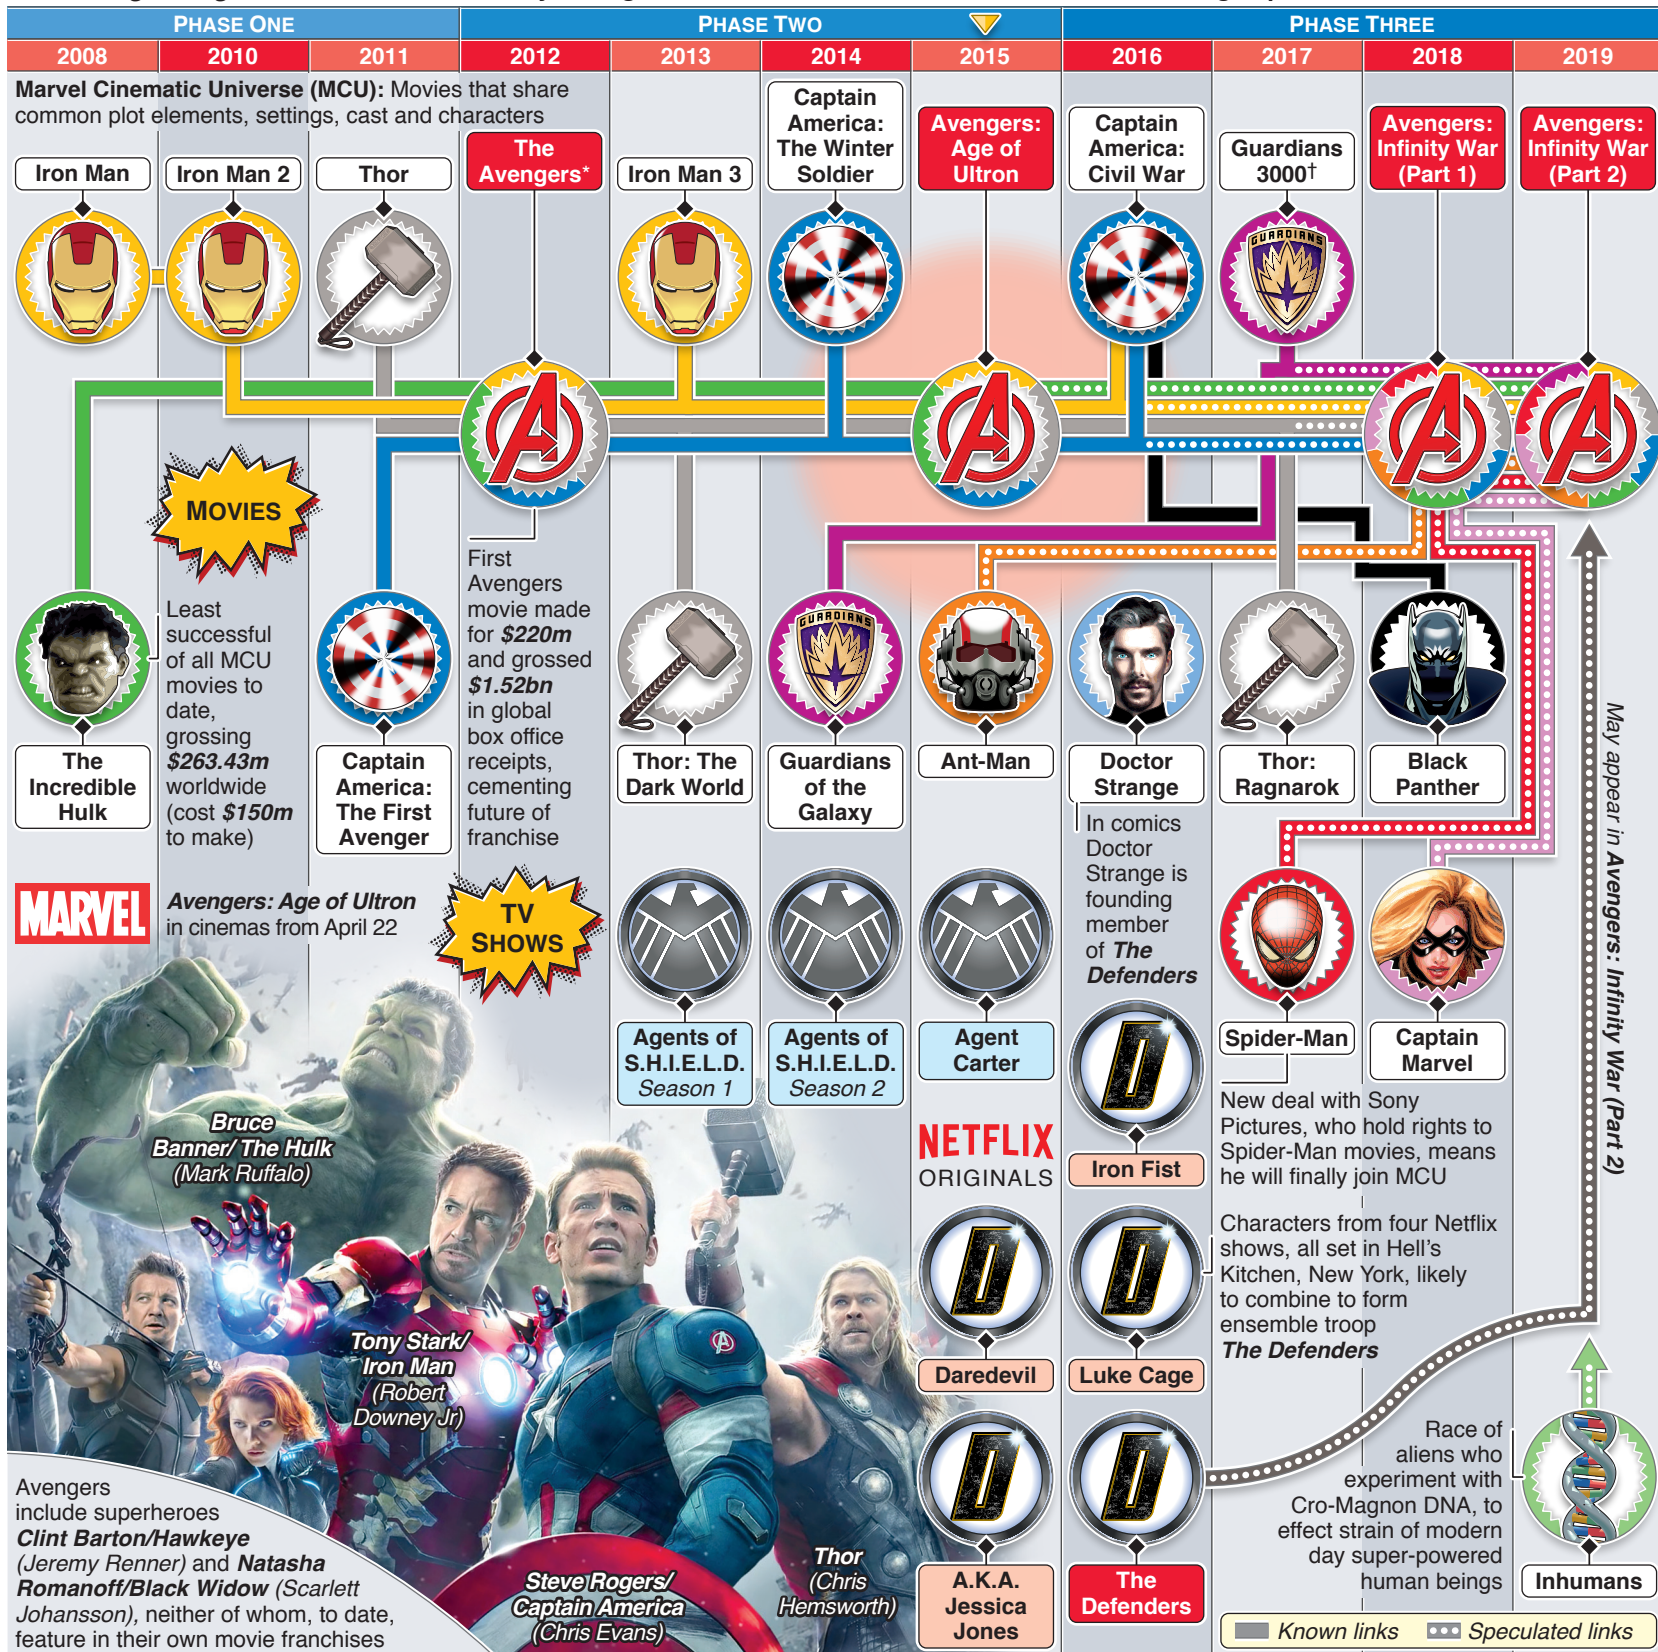 PHASE ONE
PHASE TWO
PHASE THREE
2008
2010
2011
2012
2013
2014
2015
2016
2017
2018
2019
Marvel Cinematic Universe (MCU): Movies that share
common plot elements, settings, cast and characters
Iron Man
Iron Man 2
Thor
The
Avengers*
Iron Man 3
Captain
America:
The Winter
Soldier
Avengers:
Age of
Ultron
Captain
America:
Civil War
Guardians
3000†
Avengers:
Infinity War
(Part 1)
Avengers:
Infinity War
(Part 2)
GUARDIANS
MOVIES
The
Incredible
Hulk
Least
successful
of all MCU
movies to
date,
grossing
$263.43m
worldwide
(cost $150m
to make)
Captain
America:
The First
Avenger
First
Avengers
movie made
for $220m
and grossed
$1.52bn
in global
box office
receipts,
cementing
future of
franchise
Thor: The
Dark World
GUARDIANS
Guardians
of the
Galaxy
Ant-Man
Doctor
Strange
In comics
Doctor
Strange is
founding
member
of The
Defenders
Thor:
Ragnarok
Black
Panther
May appear in Avengers: Infinity War (Part 2)
MARVEL
Avengers: Age of Ultron
in cinemas from April 22
TV
SHOWS
Agents of
S.H.I.E.L.D.
Season 1
Agents of
S.H.I.E.L.D.
Season 2
Agent
Carter
Spider-Man
Captain
Marvel
New deal with Sony
Pictures, who hold rights to
Spider-Man movies, means
he will finally join MCU
NETFLIX
ORIGINALS
D
Iron Fist
D
Daredevil
D
Luke Cage
Characters from four Netflix
shows, all set in Hell's
Kitchen, New York, likely
to combine to form
ensemble troop
The Defenders
D
A.K.A.
Jessica
Jones
D
The
Defenders
Race of
aliens who
experiment with
Cro-Magnon DNA, to
effect strain of modern
day super-powered
human beings
Inhumans
Bruce
Banner/The Hulk
(Mark Ruffalo)
Tony Stark/
Iron Man
(Robert
Downey Jr)
Steve Rogers/
Captain America
(Chris Evans)
Thor
(Chris
Hemsworth)
Avengers
include superheroes
Clint Barton/Hawkeye
(Jeremy Renner) and Natasha
Romanoff/Black Widow (Scarlett
Johansson), neither of whom, to date,
feature in their own movie franchises
Known links
Speculated links